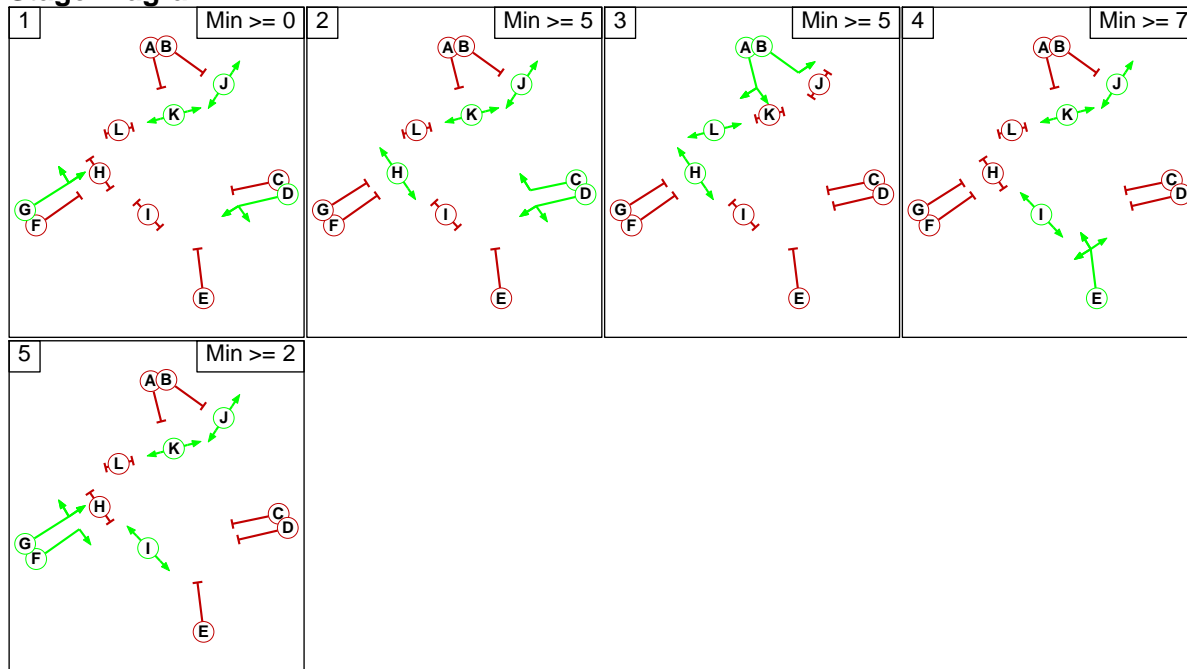 1 Min >= 0
A B
J
K
L
H
C
D
G
F
I
E
2 Min >= 5
A B
J
K
L
H
C
D
G
F
I
E
3 Min >= 5
A B
J
K
L
H
C
D
G
F
I
E
4 Min >= 7
A B
J
K
L
H
C
D
G
F
I
E
5 Min >= 2
A B
J
K
L
H
C
D
G
F
I
E